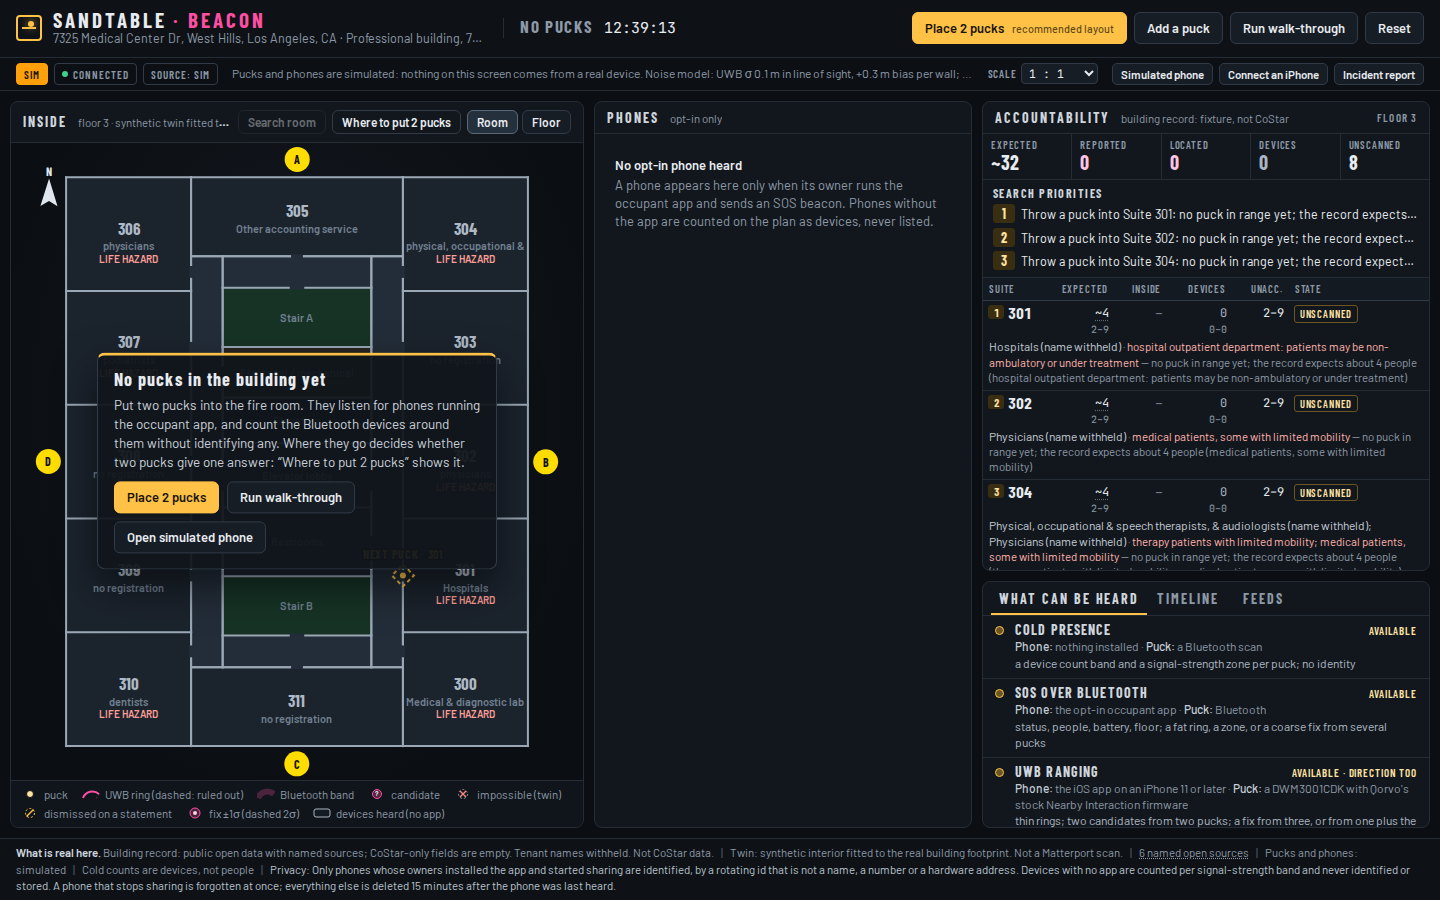 SANDTABLE · BEACON
7325 Medical Center Dr, West Hills, Los Angeles, CA · Professional building, 7…
NO PUCKS 12:39:13
Place 2 pucks recommended layout
Add a puck
Run walk-through
Reset
SIM
CONNECTED
SOURCE: SIM
Pucks and phones are simulated: nothing on this screen comes from a real device. Noise model: UWB σ 0.1 m in line of sight, +0.3 m bias per wall; …
SCALE 1 : 1
Simulated phone
Connect an iPhone
Incident report
INSIDE floor 3 · synthetic twin fitted t…
Search room
Where to put 2 pucks
Room
Floor
A
N
306
physicians
LIFE HAZARD
305
Other accounting service
304
physical, occupational &
LIFE HAZARD
Stair A
307
303
No pucks in the building yet
Put two pucks into the fire room. They listen for phones running
the occupant app, and count the Bluetooth devices around
them without identifying any. Where they go decides whether
two pucks give one answer: “Where to put 2 pucks” shows it.
Place 2 pucks
Run walk-through
Open simulated phone
D
B
NEXT PUCK · 301
309
no registration
301
Hospitals
LIFE HAZARD
Stair B
310
dentists
LIFE HAZARD
311
no registration
300
Medical & diagnostic lab
LIFE HAZARD
C
puck
UWB ring (dashed: ruled out)
Bluetooth band
candidate
impossible (twin)
dismissed on a statement
fix ±1σ (dashed 2σ)
devices heard (no app)
PHONES opt-in only
No opt-in phone heard
A phone appears here only when its owner runs the
occupant app and sends an SOS beacon. Phones without
the app are counted on the plan as devices, never listed.
ACCOUNTABILITY building record: fixture, not CoStar FLOOR 3
EXPECTED REPORTED LOCATED DEVICES UNSCANNED
~32 0 0 0 8
SEARCH PRIORITIES
1 Throw a puck into Suite 301: no puck in range yet; the record expects…
2 Throw a puck into Suite 302: no puck in range yet; the record expect…
3 Throw a puck into Suite 304: no puck in range yet; the record expect…
SUITE EXPECTED INSIDE DEVICES UNACC. STATE
1 301 ~4 – 0 2–9 UNSCANNED
2–9 0–0
Hospitals (name withheld) · hospital outpatient department: patients may be non-
ambulatory or under treatment — no puck in range yet; the record expects about 4 people
(hospital outpatient department: patients may be non-ambulatory or under treatment)
2 302 ~4 – 0 2–9 UNSCANNED
2–9 0–0
Physicians (name withheld) · medical patients, some with limited mobility — no puck in
range yet; the record expects about 4 people (medical patients, some with limited
mobility)
3 304 ~4 – 0 2–9 UNSCANNED
2–9 0–0
Physical, occupational & speech therapists, & audiologists (name withheld);
Physicians (name withheld) · therapy patients with limited mobility; medical patients,
some with limited mobility — no puck in range yet; the record expects about 4 people
WHAT CAN BE HEARD
TIMELINE
FEEDS
COLD PRESENCE AVAILABLE
Phone: nothing installed · Puck: a Bluetooth scan
a device count band and a signal-strength zone per puck; no identity
SOS OVER BLUETOOTH AVAILABLE
Phone: the opt-in occupant app · Puck: Bluetooth
status, people, battery, floor; a fat ring, a zone, or a coarse fix from several
pucks
UWB RANGING AVAILABLE · DIRECTION TOO
Phone: the iOS app on an iPhone 11 or later · Puck: a DWM3001CDK with Qorvo's
stock Nearby Interaction firmware
thin rings; two candidates from two pucks; a fix from three, or from one plus the
What is real here. Building record: public open data with named sources; CoStar-only fields are empty. Tenant names withheld. Not CoStar data. | Twin: synthetic interior fitted to the real building footprint. Not a Matterport scan. | 6 named open sources | Pucks and phones:
simulated | Cold counts are devices, not people | Privacy: Only phones whose owners installed the app and started sharing are identified, by a rotating id that is not a name, a number or a hardware address. Devices with no app are counted per signal-strength band and never identified or
stored. A phone that stops sharing is forgotten at once; everything else is deleted 15 minutes after the phone was last heard.